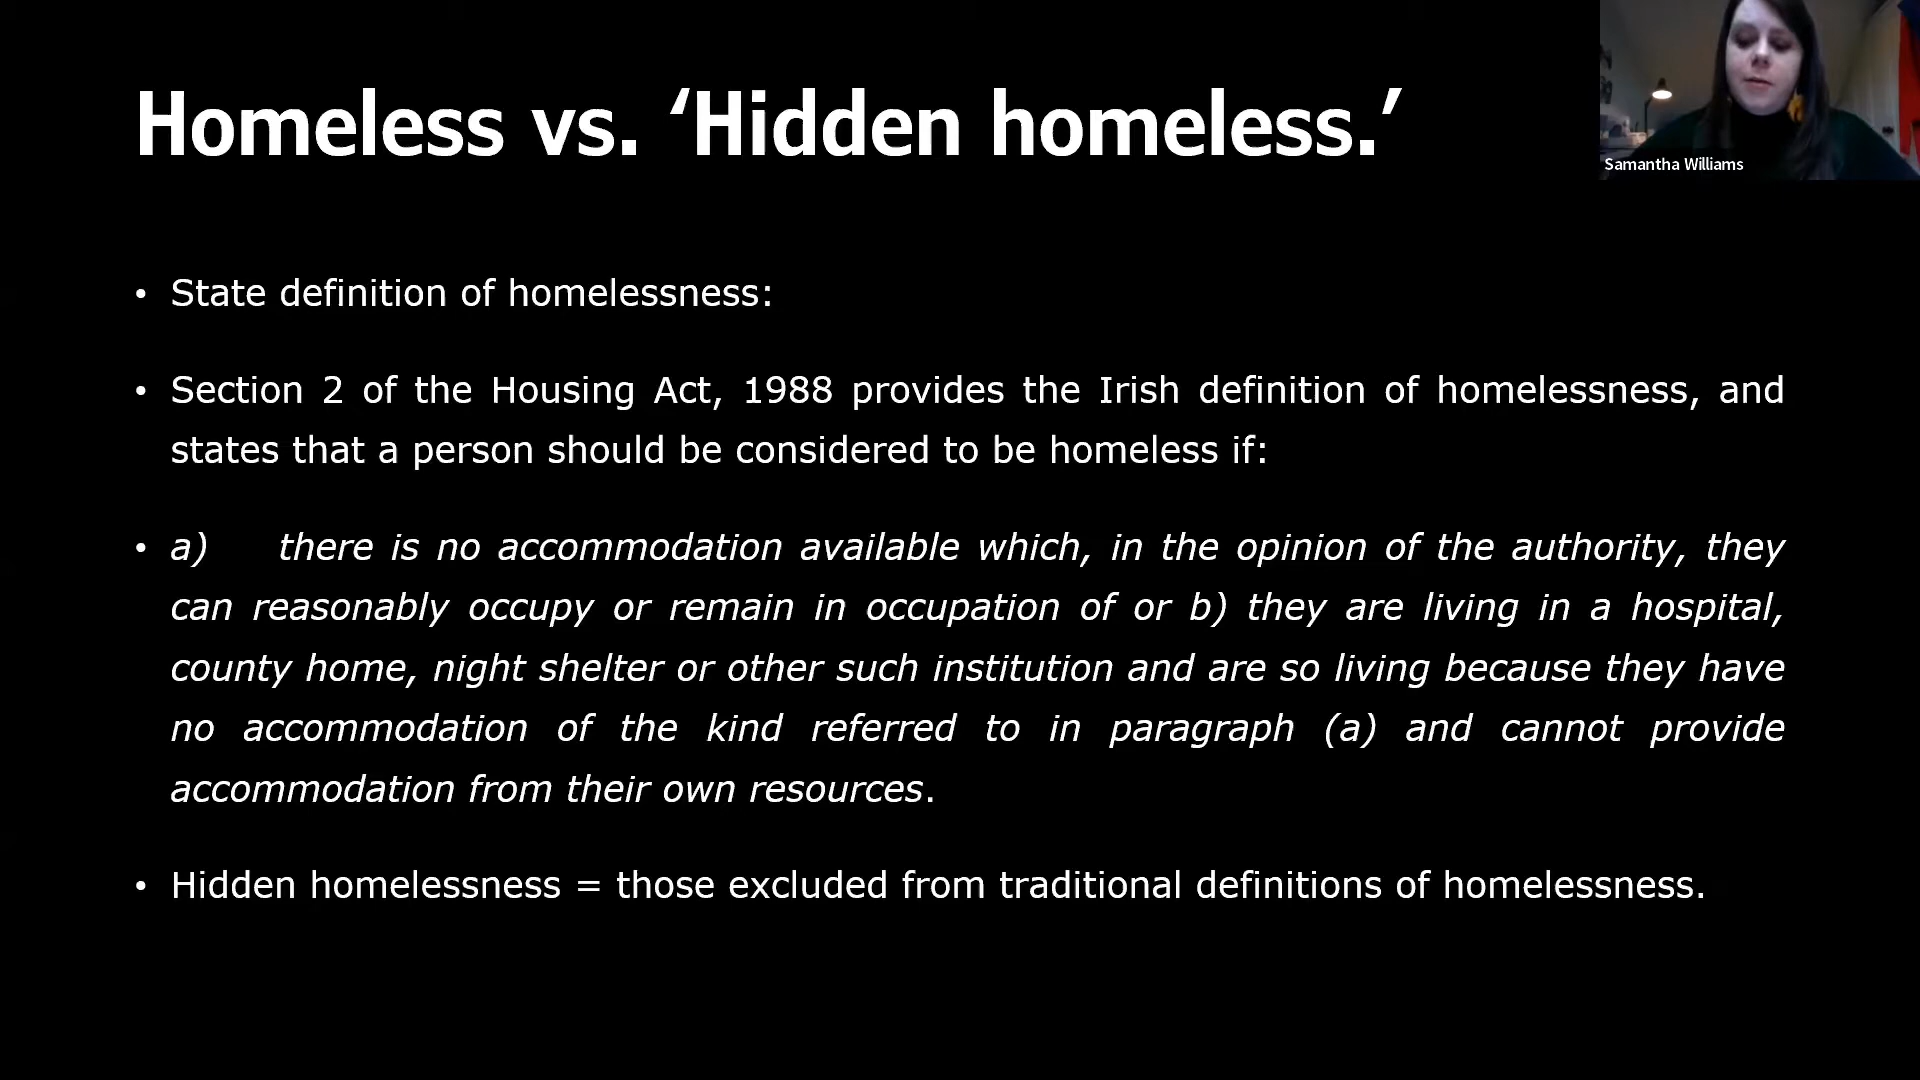 Homeless vs. ‘Hidden homeless.’
Samantha Williams
• State definition of homelessness:
• Section 2 of the Housing Act, 1988 provides the Irish definition of homelessness, and
states that a person should be considered to be homeless if:
• a) there is no accommodation available which, in the opinion of the authority, they
can reasonably occupy or remain in occupation of or b) they are living in a hospital,
county home, night shelter or other such institution and are so living because they have
no accommodation of the kind referred to in paragraph (a) and cannot provide
accommodation from their own resources.
• Hidden homelessness = those excluded from traditional definitions of homelessness.